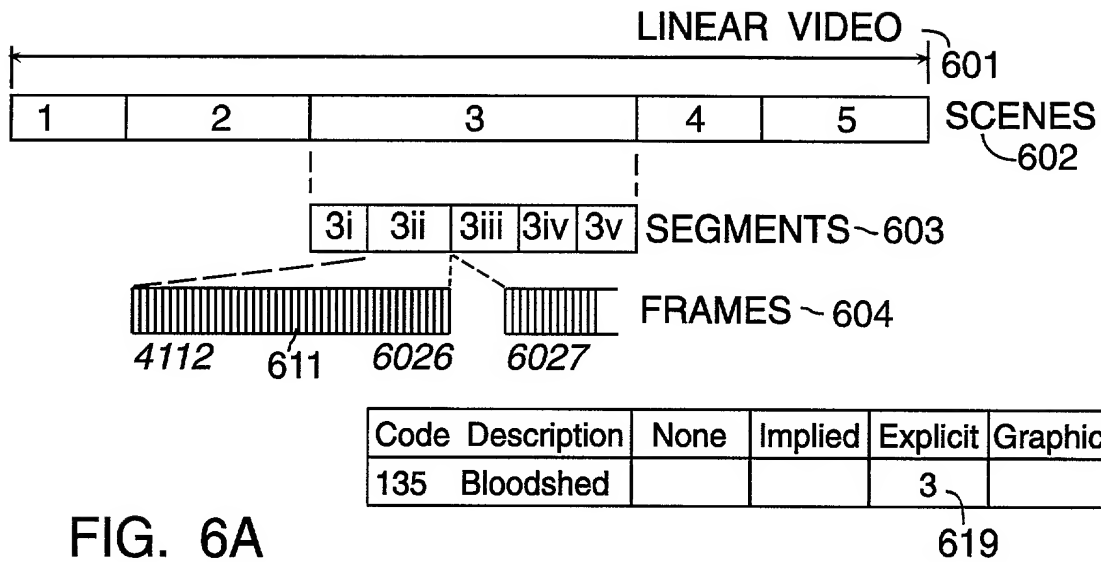 LINEAR VIDEO
601
1 2 3 4 5 SCENES
602
3i 3ii 3iii 3iv 3v SEGMENTS 603
FRAMES 604
4112 611 6026 6027
Code Description None Implied Explicit Graphic
135 Bloodshed 3
619
FIG. 6A